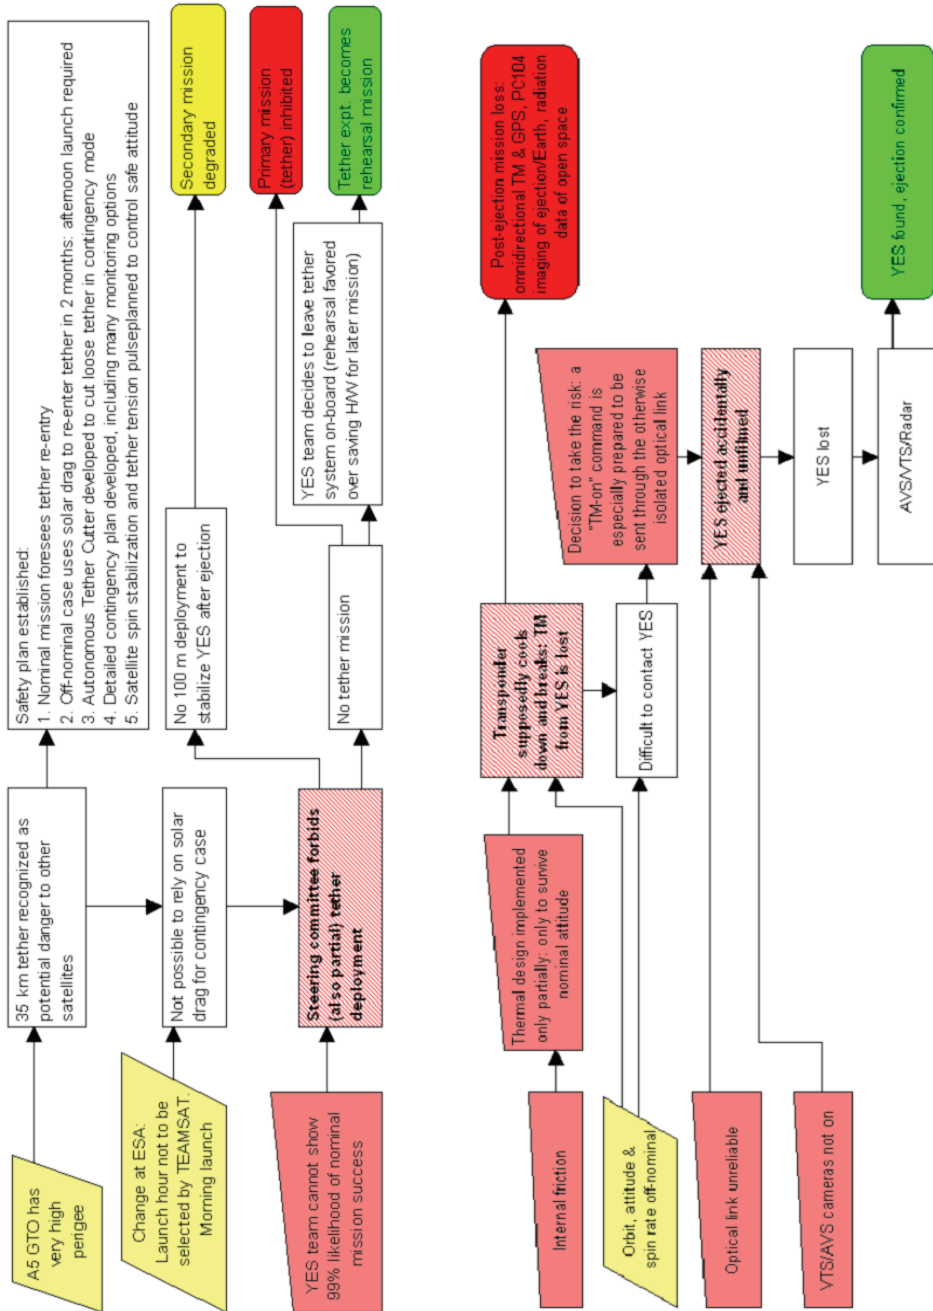 A5 GTO has
very high
perigee
35 km tether recognized as
potential danger to other
satellites
Safety plan established:
1. Nominal mission foresees tether re-entry
2. Off-nominal case uses solar drag to re-enter tether in 2 months: afternoon launch required
3. Autonomous Tether Cutter developed to cut loose tether in contingency mode
4. Detailed contingency plan developed, including many monitoring options
5. Satellite spin stabilization and tether tension pulseplanned to control safe attitude
Change at ESA:
Launch hour not to be
selected by TEAMSAT.
Morning launch
Not possible to rely on solar
drag for contingency case
No 100 m deployment to
stabilize YES after ejection
Secondary mission
degraded
YES team cannot show
99% likelihood of nominal
mission success
Steering committee forbids
(also partial) tether
deployment
No tether mission
YES team decides to leave tether
system on-board (rehearsal favored
over saving H/W for later mission)
Primary mission
(tether) inhibited
Tether expt. becomes
rehearsal mission
Internal friction
Thermal design implemented
only partially: only to survive
nominal attitude
Transponder
supposedly cools
down and breaks: TM
from YES is lost
Post-ejection mission loss:
omnidirectional TM & GPS, PC104
imaging of ejection/Earth, radiation
data of open space
Orbit, attitude &
spin rate off-nominal
Difficult to contact YES
Decision to take the risk: a
"TM-on" command is
especially prepared to be
sent through the otherwise
isolated optical link
Optical link unreliable
YES ejected accidentally
and unfilmed
VTS/AVS cameras not on
YES lost
AVS/VTS/Radar
YES found, ejection confirmed